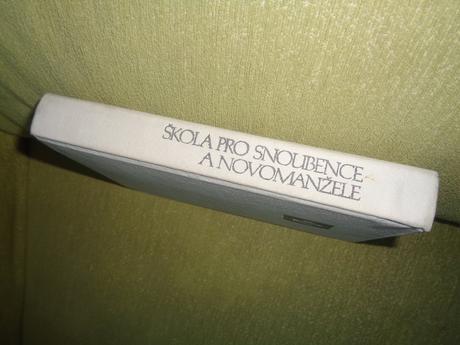 ŠKOLA PRO SNOUBENCE
A NOVOMANŽELE